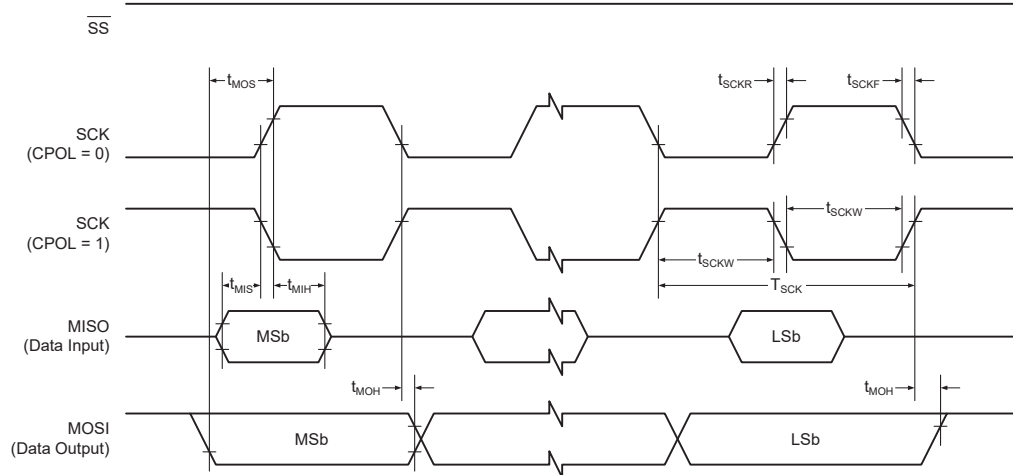 SS
tMOS
tSCKR
tSCKF
SCK
(CPOL = 0)
SCK
(CPOL = 1)
tSCKW
tSCKW
TSCK
tMIS
tMIH
MISO
(Data Input)
MSb
LSb
tMOH
tMOH
MOSI
(Data Output)
MSb
LSb